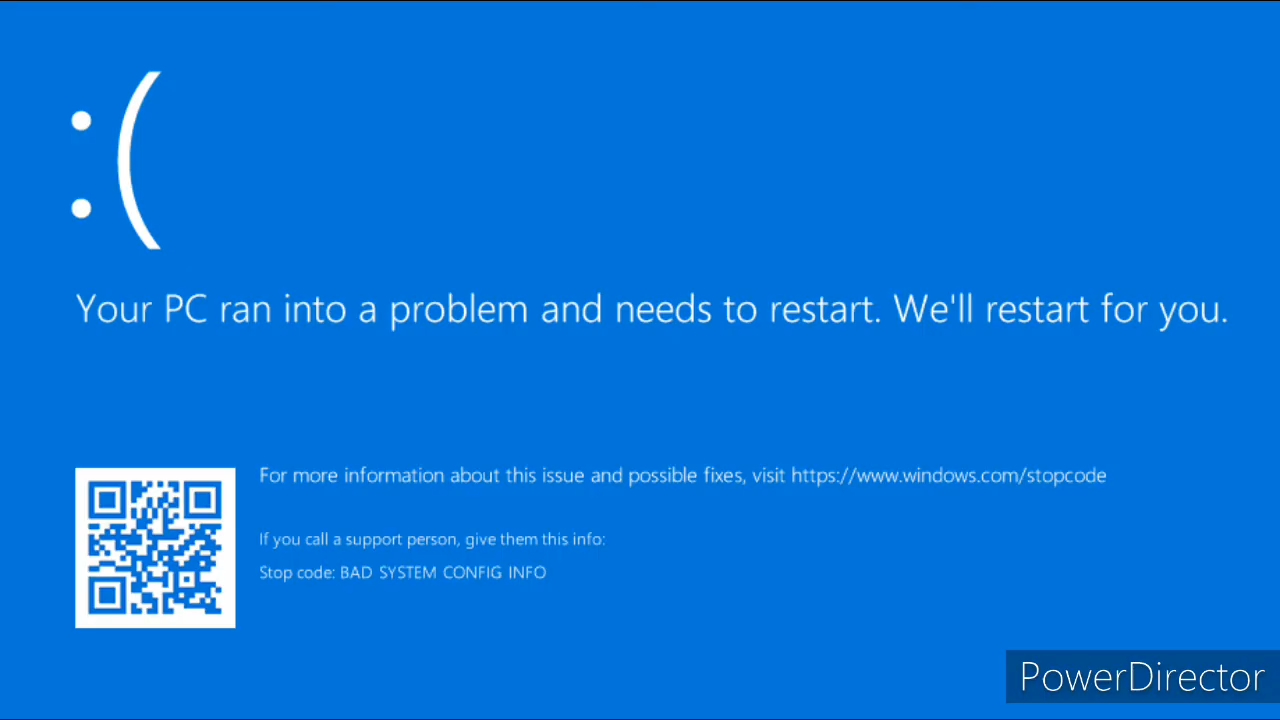 :(
Your PC ran into a problem and needs to restart. We'll restart for you.
For more information about this issue and possible fixes, visit https://www.windows.com/stopcode
If you call a support person, give them this info:
Stop code: BAD SYSTEM CONFIG INFO
PowerDirector